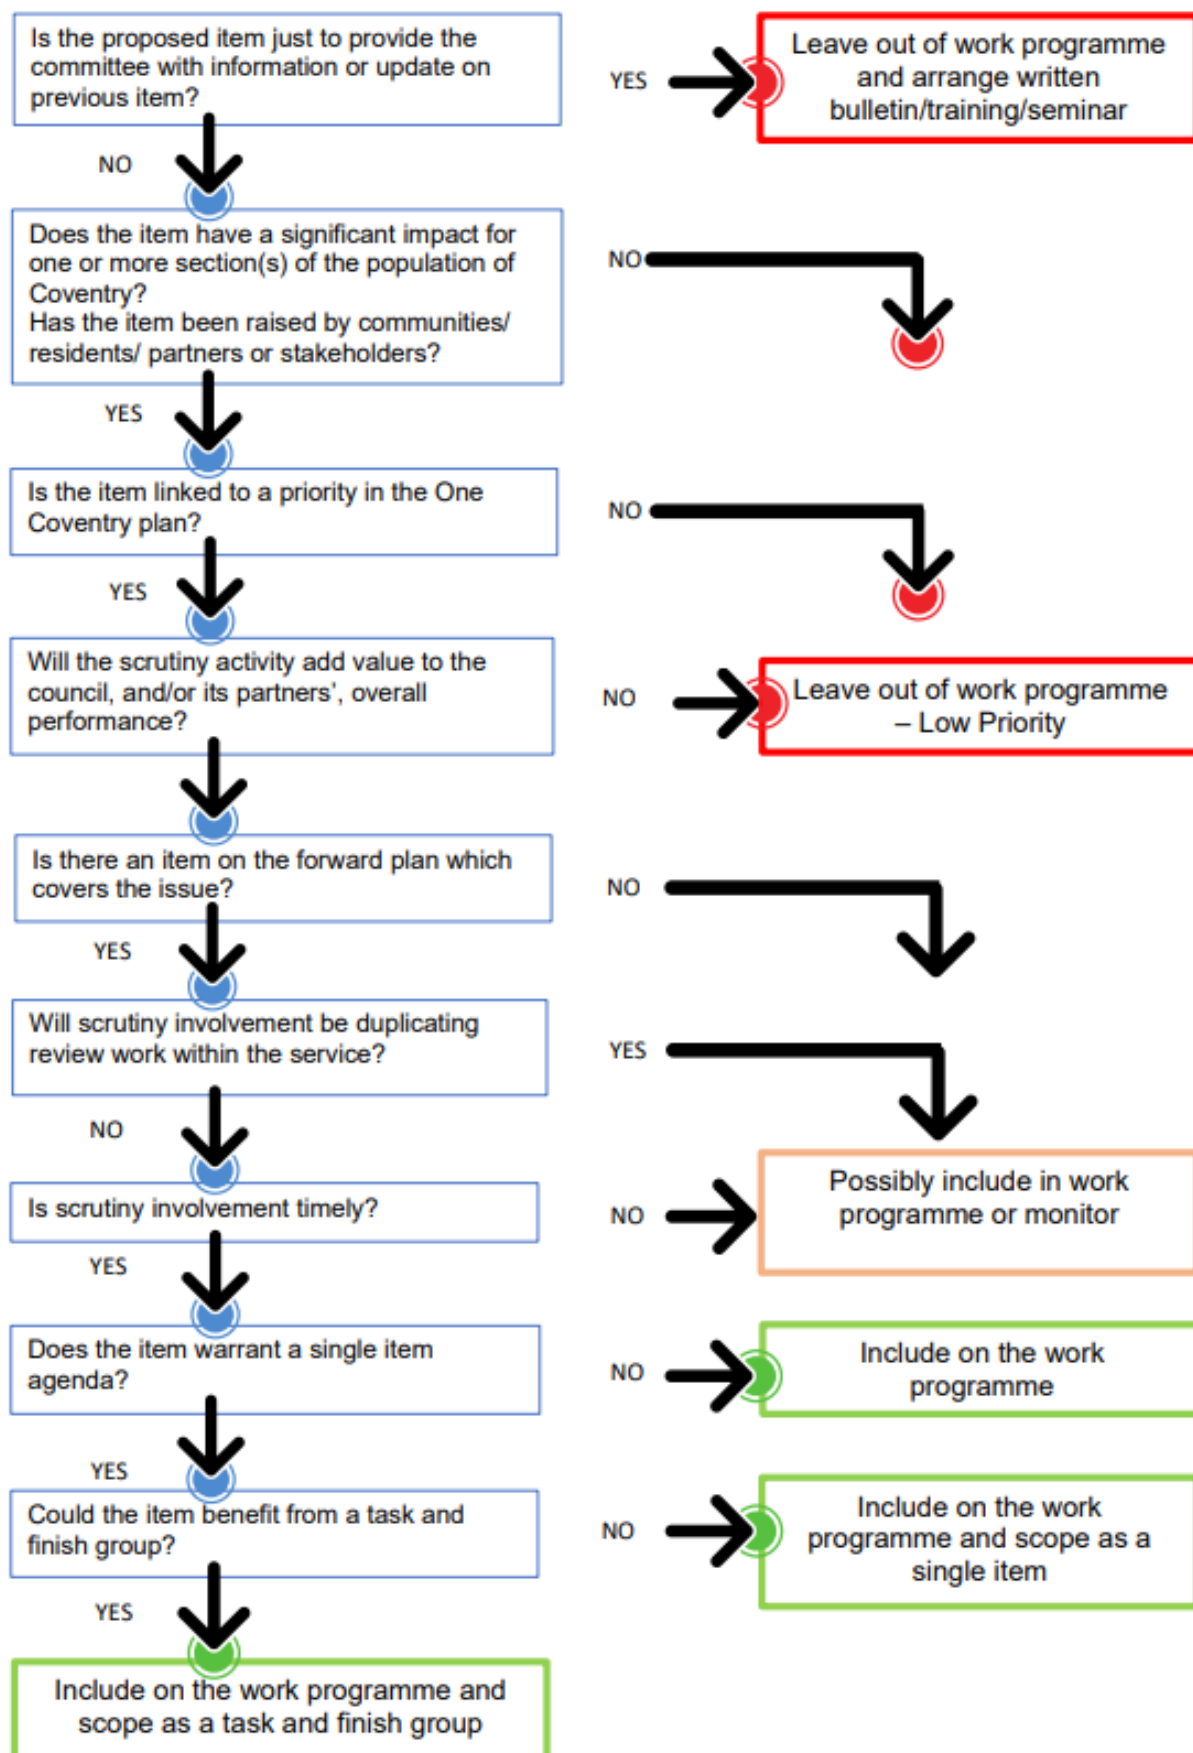 Is the proposed item just to provide the
committee with information or update on
previous item?
YES
Leave out of work programme
and arrange written
bulletin/training/seminar
NO
Does the item have a significant impact for
one or more section(s) of the population of
Coventry?
Has the item been raised by communities/
residents/ partners or stakeholders?
NO
YES
Is the item linked to a priority in the One
Coventry plan?
NO
YES
Will the scrutiny activity add value to the
council, and/or its partners’, overall
performance?
NO
Leave out of work programme
– Low Priority
Is there an item on the forward plan which
covers the issue?
NO
YES
Will scrutiny involvement be duplicating
review work within the service?
YES
NO
Is scrutiny involvement timely?
NO
Possibly include in work
programme or monitor
YES
Does the item warrant a single item
agenda?
NO
Include on the work
programme
YES
Could the item benefit from a task and
finish group?
NO
Include on the work
programme and scope as a
single item
YES
Include on the work programme and
scope as a task and finish group